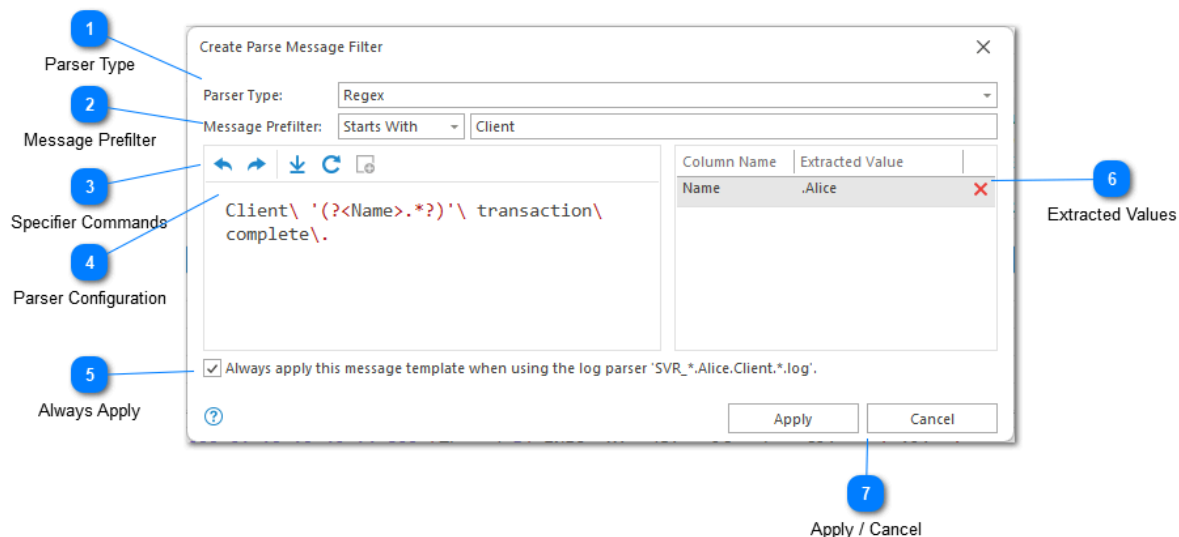 1
Parser Type
2
Message Prefilter
3
Specifier Commands
4
Parser Configuration
5
Always Apply
Create Parse Message Filter
Parser Type: Regex
Message Prefilter: Starts With Client
Client\ '(?<Name>.*?)'\ transaction\
complete\.
Column Name Extracted Value
Name .Alice
Always apply this message template when using the log parser 'SVR_*.Alice.Client.*.log'.
? Apply Cancel
6
Extracted Values
7
Apply / Cancel